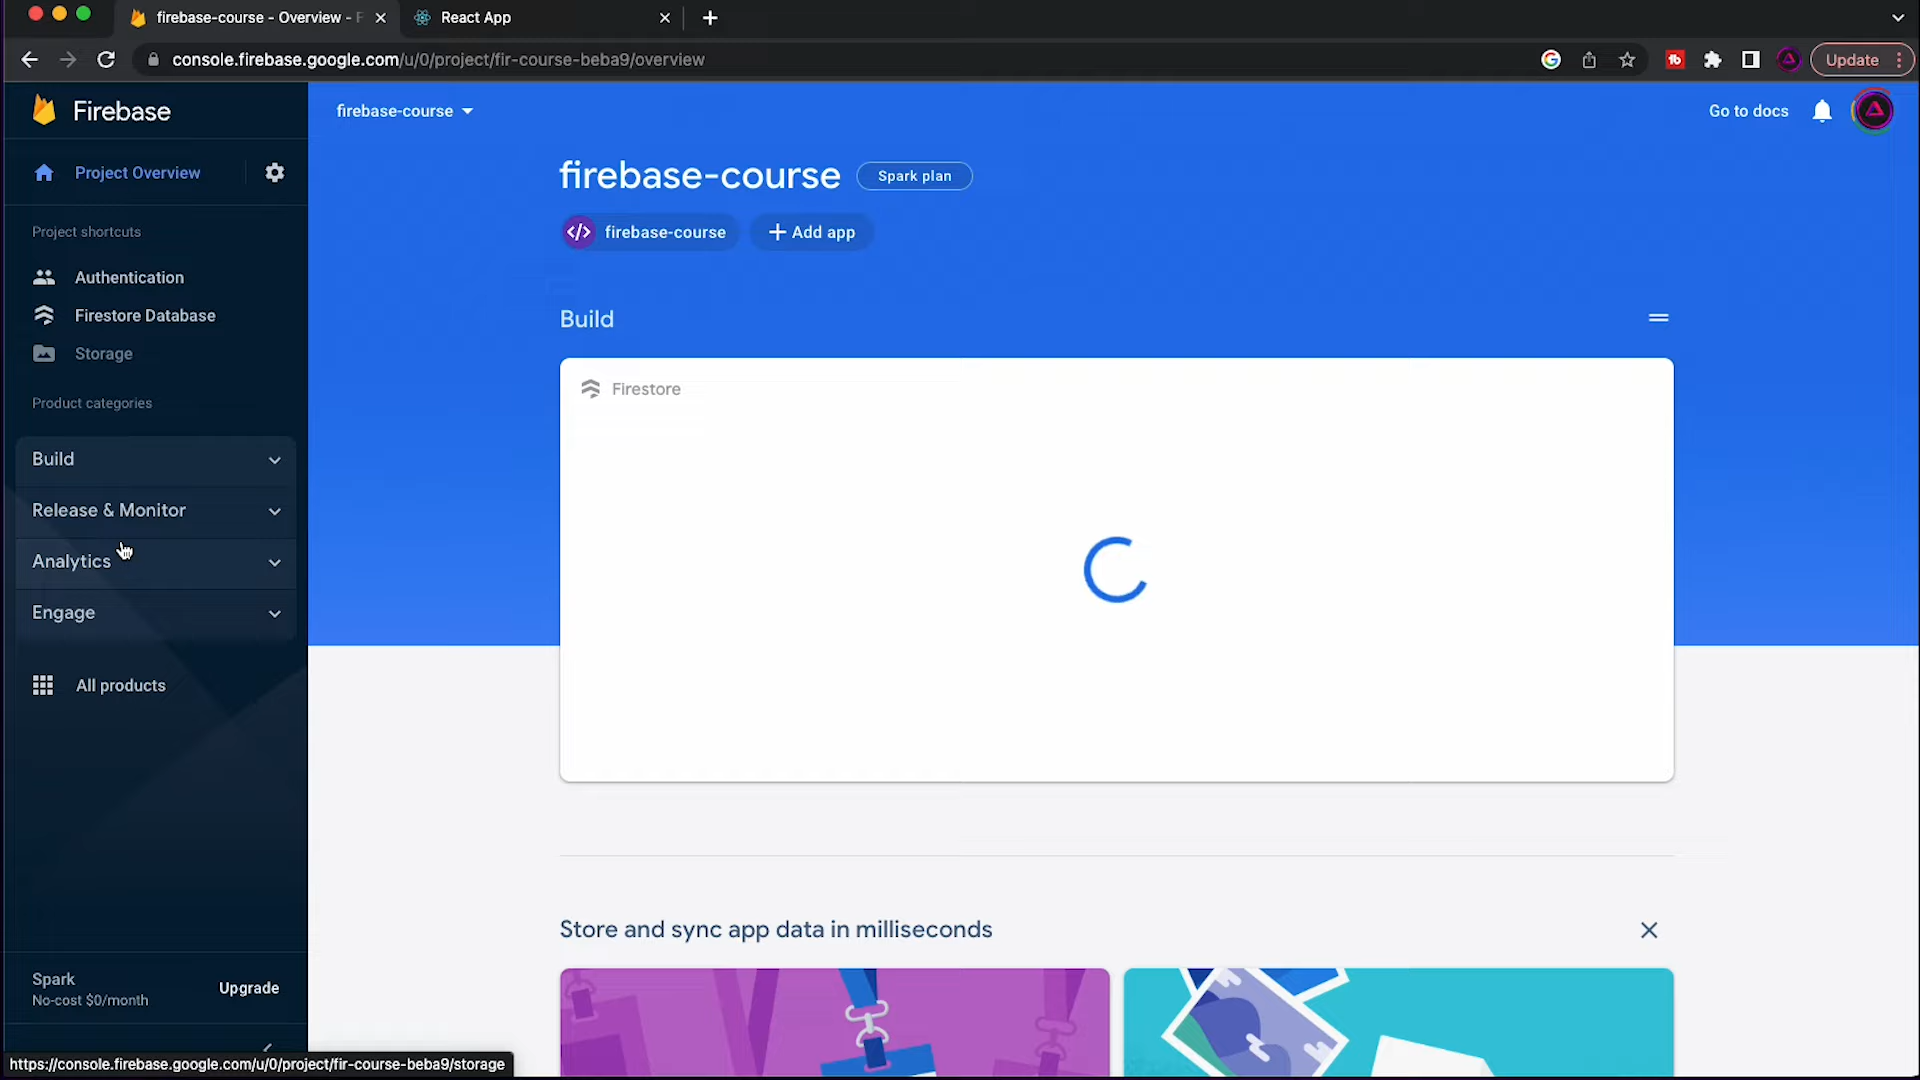 firebase-course - Overview - F
React App
console.firebase.google.com/u/0/project/fir-course-beba9/overview
Update
Firebase
firebase-course
Go to docs
Project Overview
firebase-course
Spark plan
Project shortcuts
firebase-course
Add app
Authentication
Firestore Database
Storage
Build
Product categories
Firestore
Build
Release & Monitor
Analytics
Engage
All products
Store and sync app data in milliseconds
Spark
No-cost $0/month
Upgrade
https://console.firebase.google.com/u/0/project/fir-course-beba9/storage